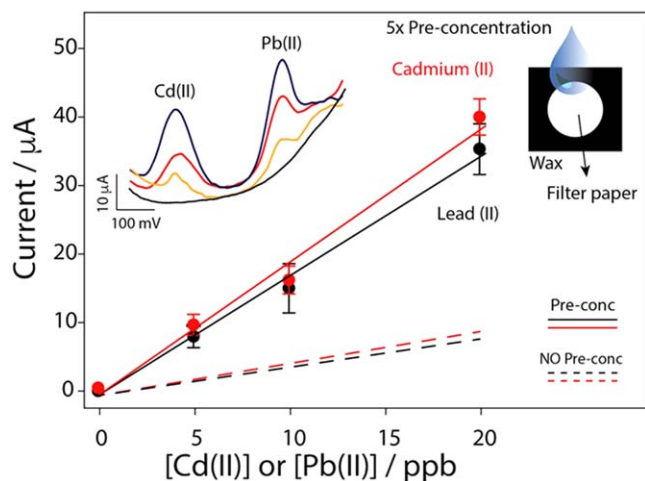 5x Pre-concentration
50
40
30
20
10
0
Current / μA
Cd(II)
Pb(II)
10 μA
100 mV
Cadmium (II)
Lead (II)
Wax
Filter paper
Pre-conc
NO Pre-conc
0
5
10
15
20
[Cd(II)] or [Pb(II)] / ppb